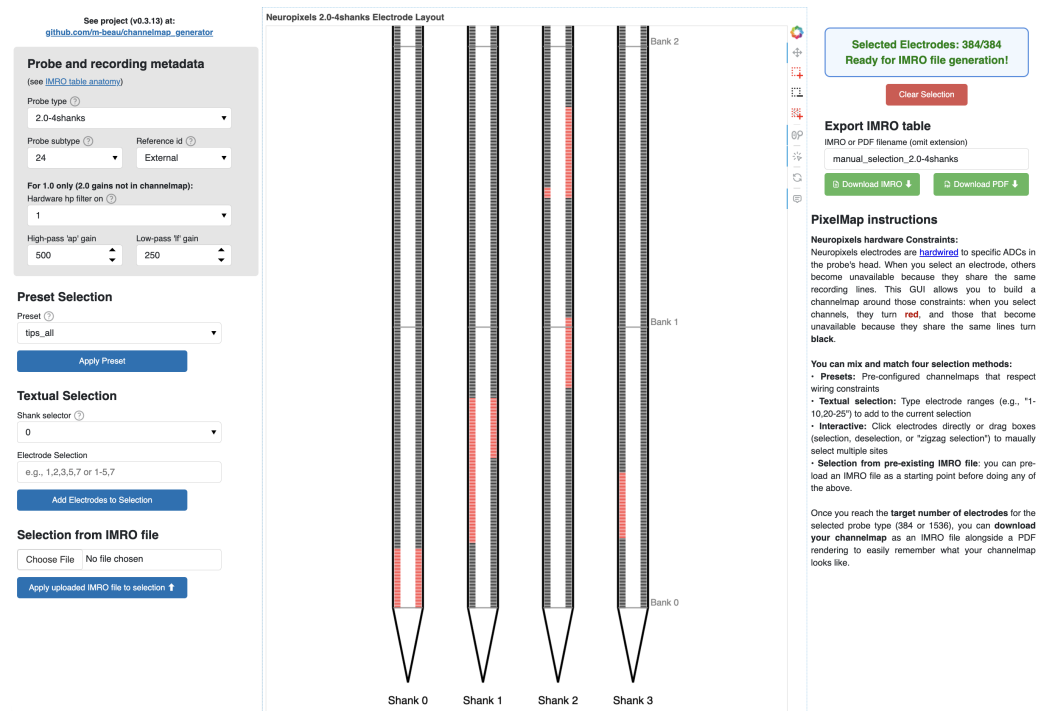 See project (v0.3.13) at:
github.com/m-beau/channelmap_generator
Probe and recording metadata
(see IMRO table anatomy)
Probe type ?
2.0-4shanks
Probe subtype ?
Reference id ?
24
External
For 1.0 only (2.0 gains not in channelmap):
Hardware hp filter on ?
1
High-pass 'ap' gain
Low-pass 'lf' gain
500
250
Preset Selection
Preset ?
tips_all
Apply Preset
Textual Selection
Shank selector ?
0
Electrode Selection
e.g., 1,2,3,5,7 or 1-5,7
Add Electrodes to Selection
Selection from IMRO file
Choose File No file chosen
Apply uploaded IMRO file to selection
Neuropixels 2.0-4shanks Electrode Layout
Bank 2
Bank 1
Bank 0
Shank 0
Shank 1
Shank 2
Shank 3
Selected Electrodes: 384/384
Ready for IMRO file generation!
Clear Selection
Export IMRO table
IMRO or PDF filename (omit extension)
manual_selection_2.0-4shanks
Download IMRO
Download PDF
PixelMap instructions
Neuropixels hardware Constraints:
Neuropixels electrodes are hardwired to specific ADCs in
the probe's head. When you select an electrode, others
become unavailable because they share the same
recording lines. This GUI allows you to build a
channelmap around those constraints: when you select
channels, they turn red, and those that become
unavailable because they share the same lines turn
black.
You can mix and match four selection methods:
• Presets: Pre-configured channelmaps that respect
wiring constraints
• Textual selection: Type electrode ranges (e.g., "1-
10,20-25") to add to the current selection
• Interactive: Click electrodes directly or drag boxes
(selection, deselection, or "zigzag selection") to maually
select multiple sites
• Selection from pre-existing IMRO file: you can pre-
load an IMRO file as a starting point before doing any of
the above.
Once you reach the target number of electrodes for the
selected probe type (384 or 1536), you can download
your channelmap as an IMRO file alongside a PDF
rendering to easily remember what your channelmap
looks like.